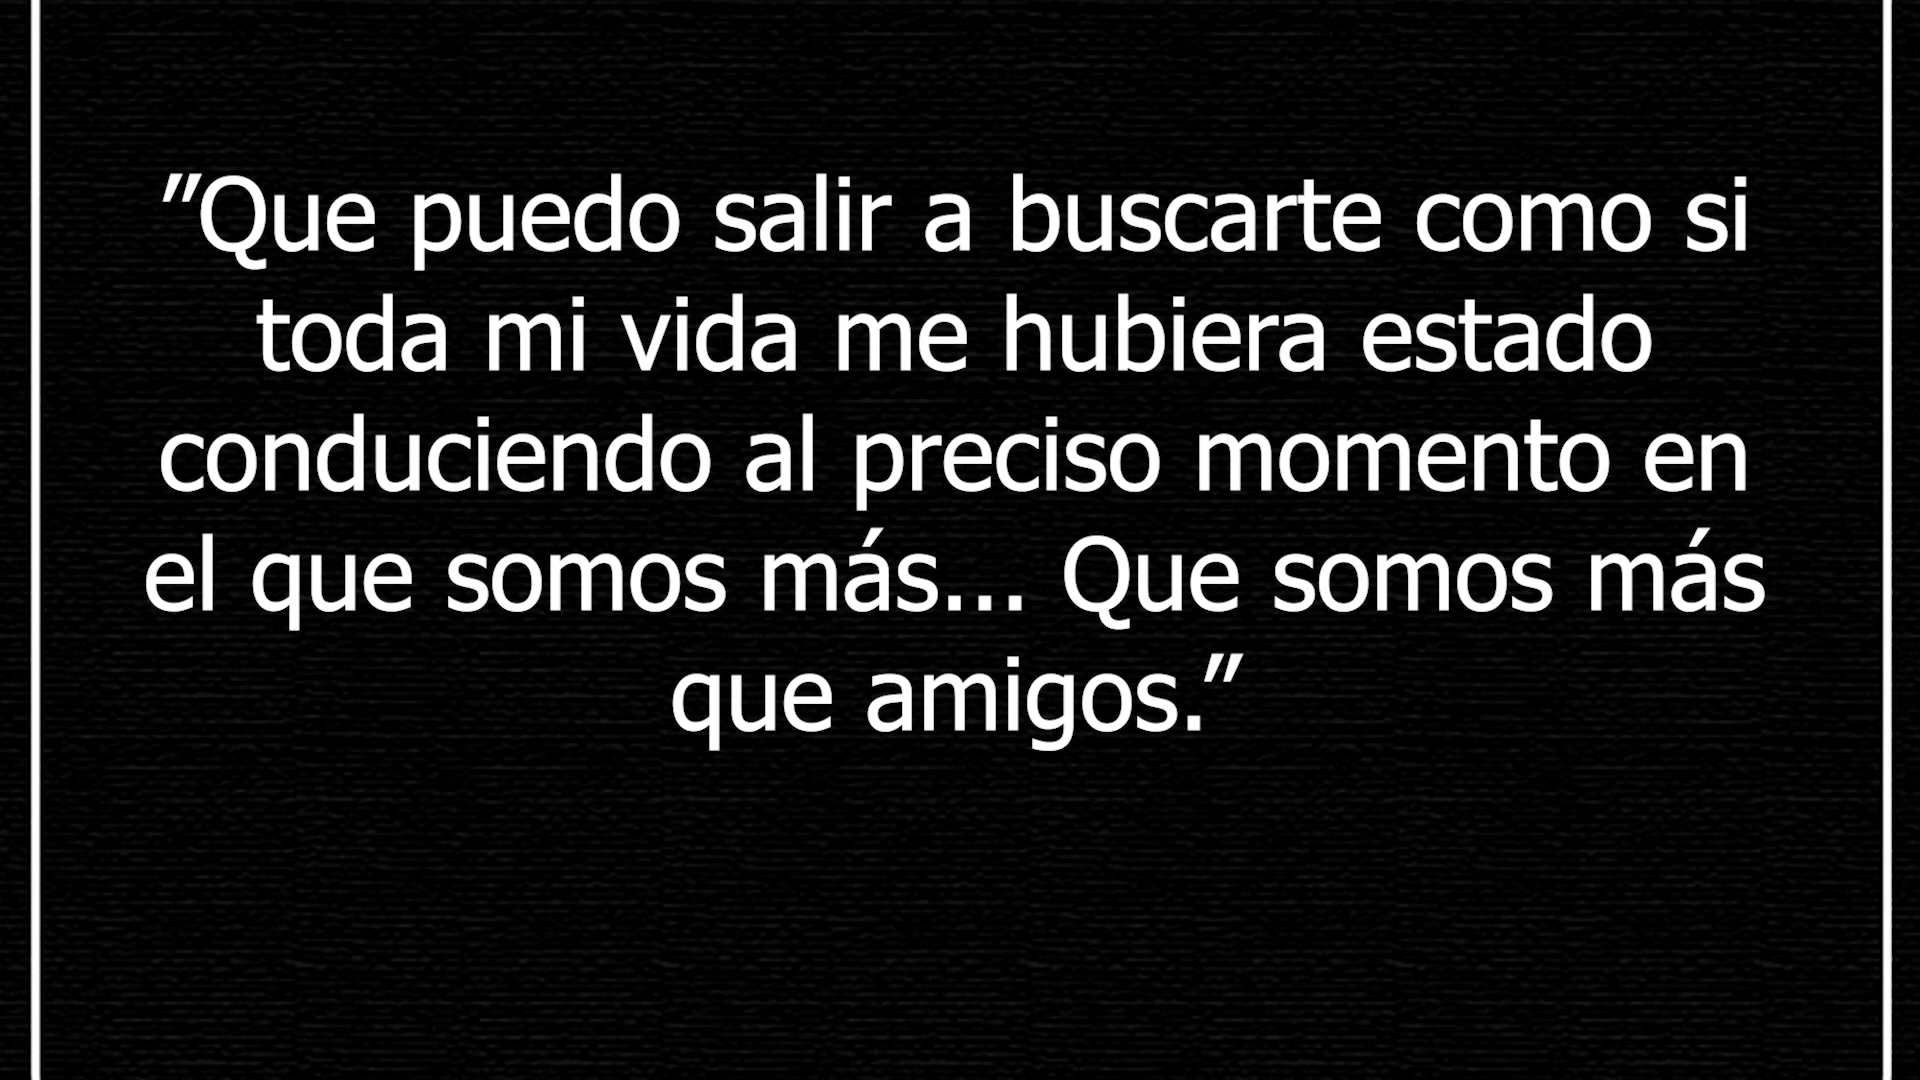 "Que puedo salir a buscarte como si
toda mi vida me hubiera estado
conduciendo al preciso momento en
el que somos más... Que somos más
que amigos."